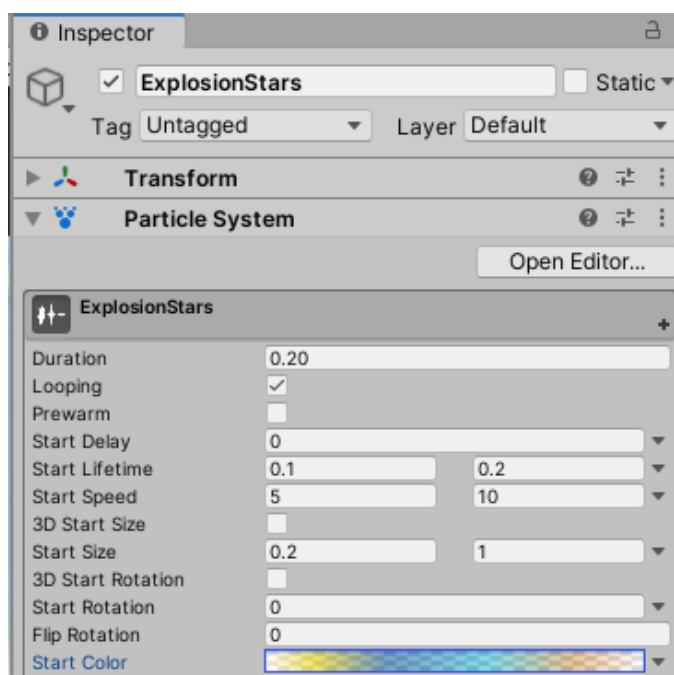 Inspector
ExplosionStars Static
Tag Untagged Layer Default
Transform
Particle System
Open Editor...
ExplosionStars
Duration 0.20
Looping
Prewarm
Start Delay 0
Start Lifetime 0.1 0.2
Start Speed 5 10
3D Start Size
Start Size 0.2 1
3D Start Rotation
Start Rotation 0
Flip Rotation 0
Start Color